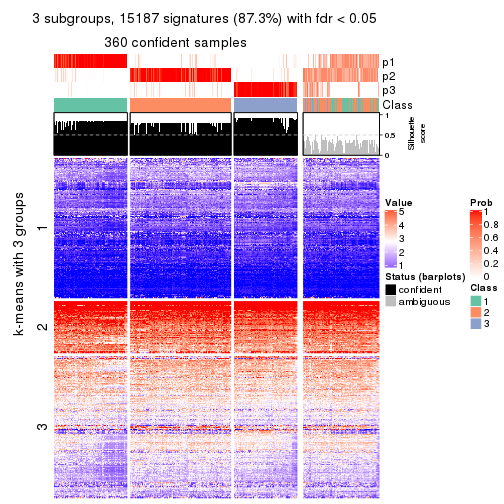 3 subgroups, 15187 signatures (87.3%) with fdr < 0.05
360 confident samples
p1
p2
p3
Class
1
0.5
0
Silhouette
score
k-means with 3 groups
1
2
3
Value
5
4
3
2
1
Status (barplots)
confident
ambiguous
Prob
1
0.8
0.6
0.4
0.2
0
Class
1
2
3